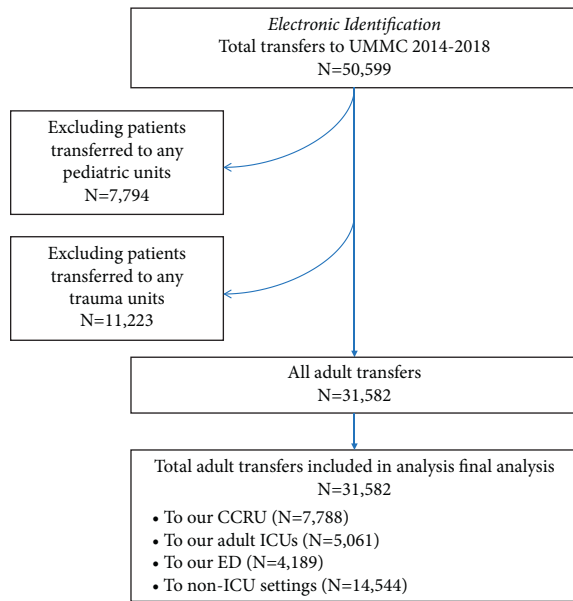 Electronic Identification
Total transfers to UMMC 2014-2018
N=50,599
Excluding patients
transferred to any
pediatric units
N=7,794
Excluding patients
transferred to any
trauma units
N=11,223
All adult transfers
N=31,582
Total adult transfers included in analysis final analysis
N=31,582
• To our CCRU (N=7,788)
• To our adult ICUs (N=5,061)
• To our ED (N=4,189)
• To non-ICU settings (N=14,544)